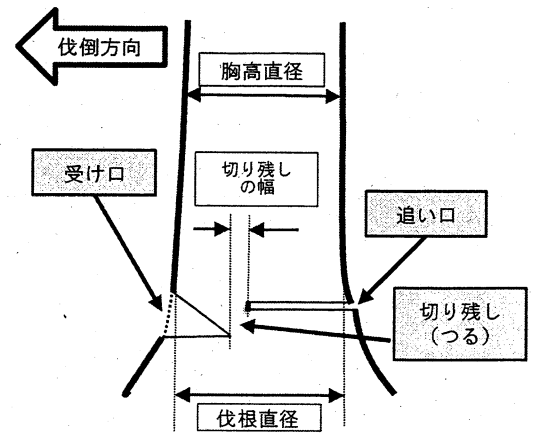 伐倒方向
胸高直径
切り残し
の幅
受け口
追い口
切り残し
（つる）
伐根直径